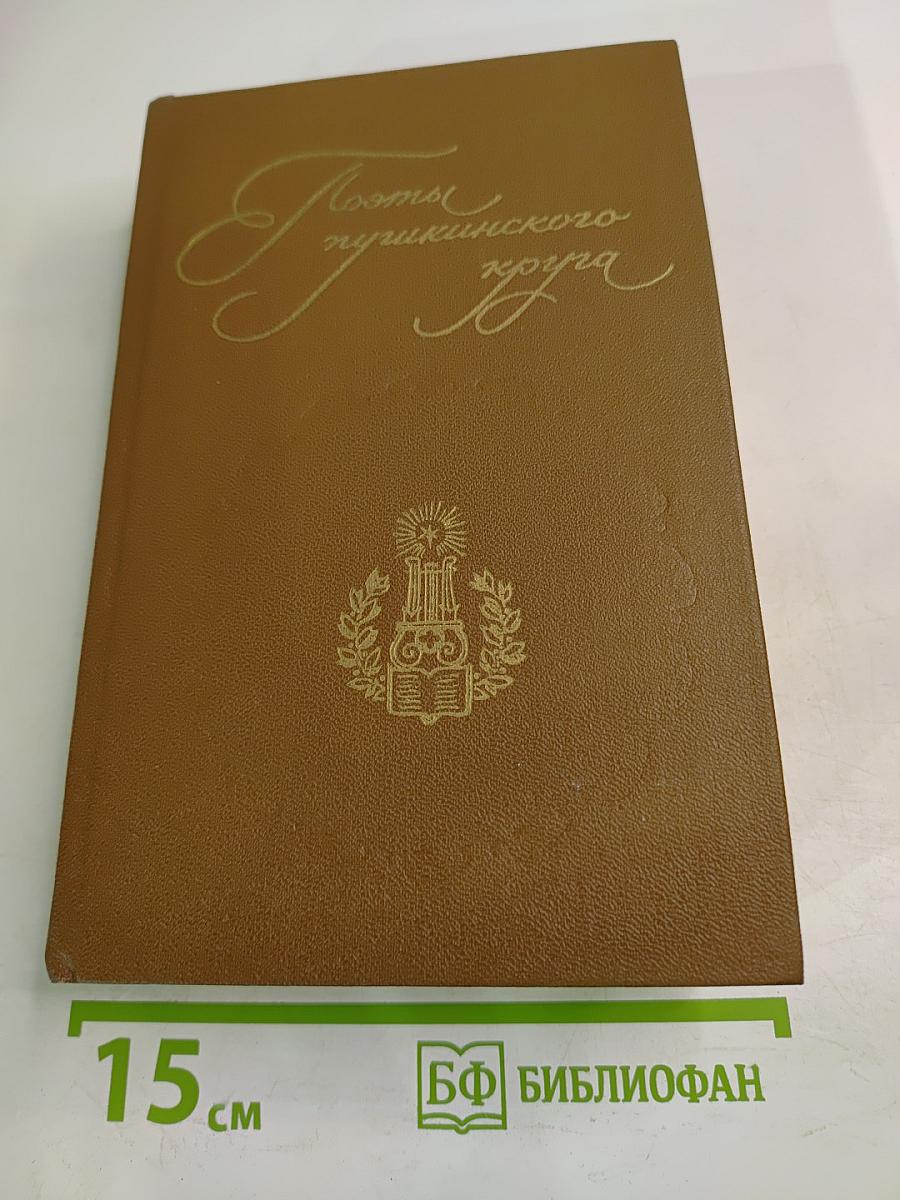 Поэты
пушкинского
круга
15 см
БФ БИБЛИОФАН